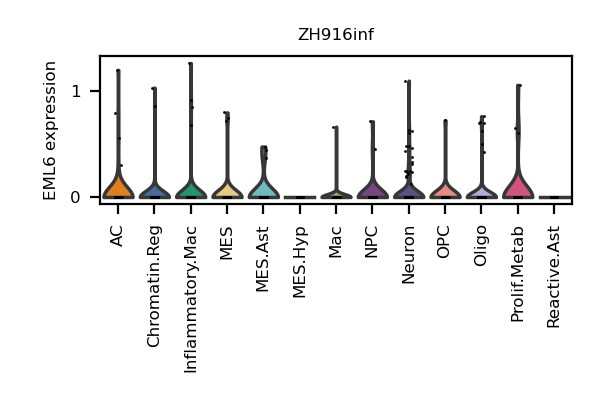 ZH916inf
EML6 expression
1
0
AC
Chromatin.Reg
Inflammatory.Mac
MES
MES.Ast
MES.Hyp
Mac
NPC
Neuron
OPC
Oligo
Prolif.Metab
Reactive.Ast